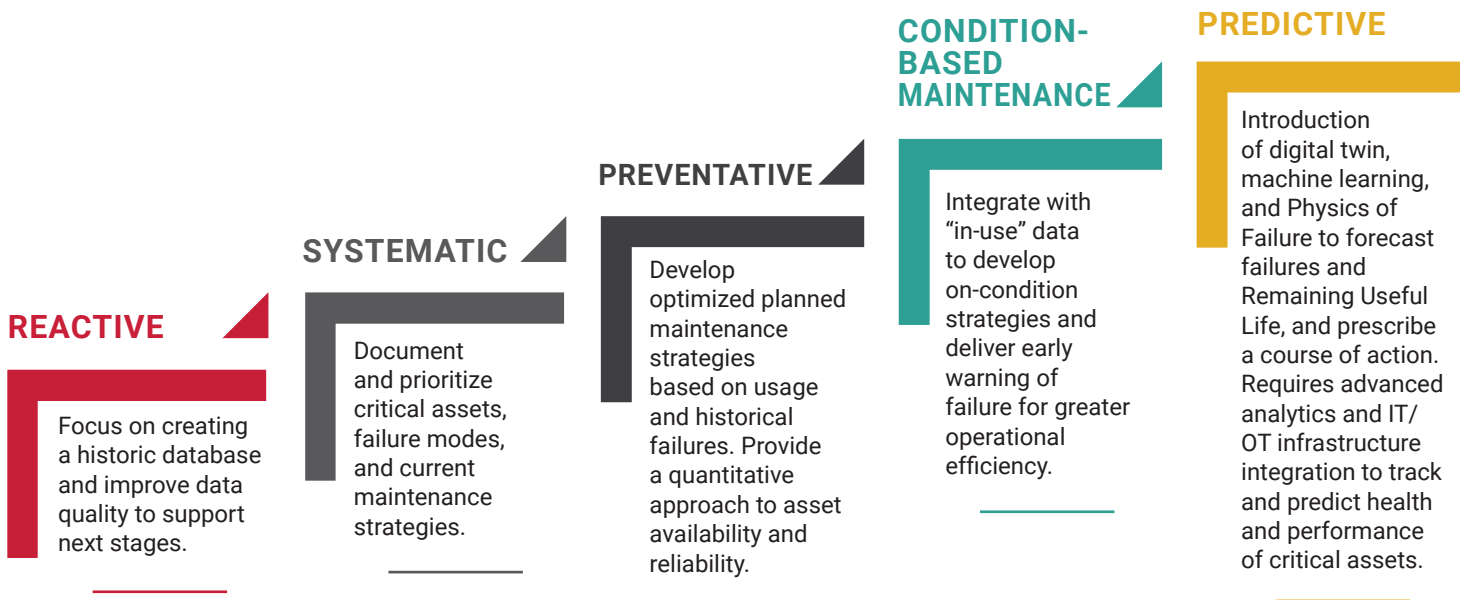 REACTIVE
Focus on creating
a historic database
and improve data
quality to support
next stages.
SYSTEMATIC
Document
and prioritize
critical assets,
failure modes,
and current
maintenance
strategies.
PREVENTATIVE
Develop
optimized planned
maintenance
strategies
based on usage
and historical
failures. Provide
a quantitative
approach to asset
availability and
reliability.
CONDITION-
BASED
MAINTENANCE
Integrate with
“in-use” data
to develop
on-condition
strategies and
deliver early
warning of
failure for greater
operational
efficiency.
PREDICTIVE
Introduction
of digital twin,
machine learning,
and Physics of
Failure to forecast
failures and
Remaining Useful
Life, and prescribe
a course of action.
Requires advanced
analytics and IT/
OT infrastructure
integration to track
and predict health
and performance
of critical assets.